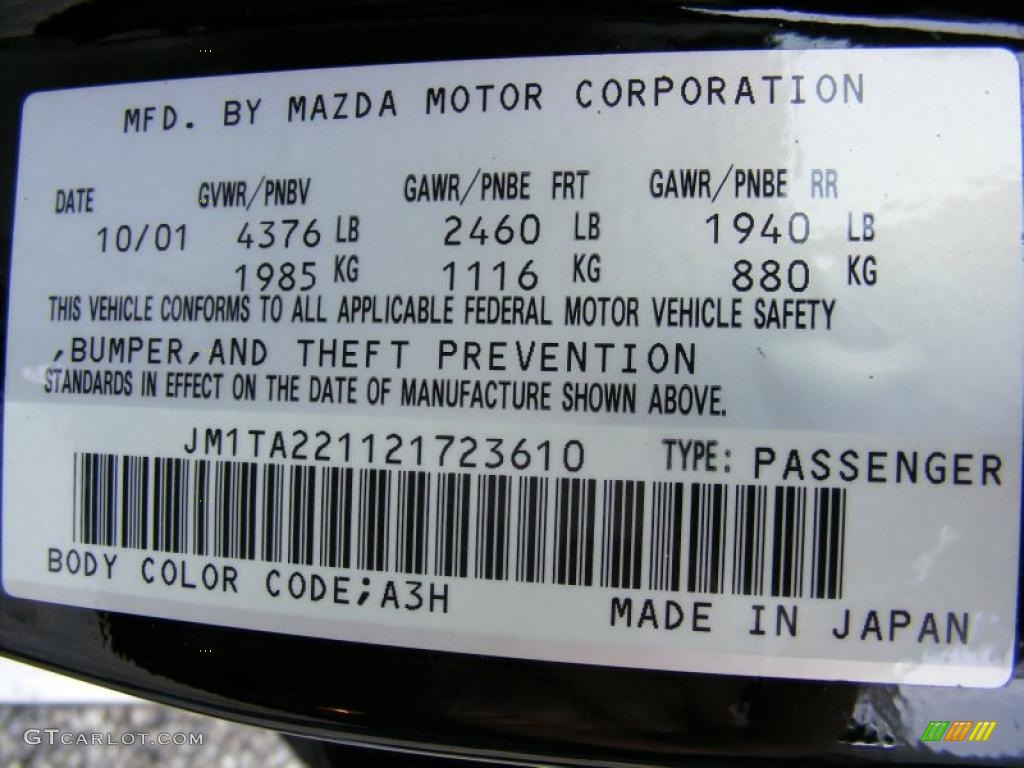 MFD. BY MAZDA MOTOR CORPORATION
DATE GVWR/PNBV GAWR/PNBE FRT GAWR/PNBE RR
10/01 4376 LB 2460 LB 1940 LB
1985 KG 1116 KG 880 KG
THIS VEHICLE CONFORMS TO ALL APPLICABLE FEDERAL MOTOR VEHICLE SAFETY
,BUMPER,AND THEFT PREVENTION
STANDARDS IN EFFECT ON THE DATE OF MANUFACTURE SHOWN ABOVE.
JM1TA221121723610 TYPE: PASSENGER
BODY COLOR CODE;A3H
MADE IN JAPAN
GTCARLOT.COM